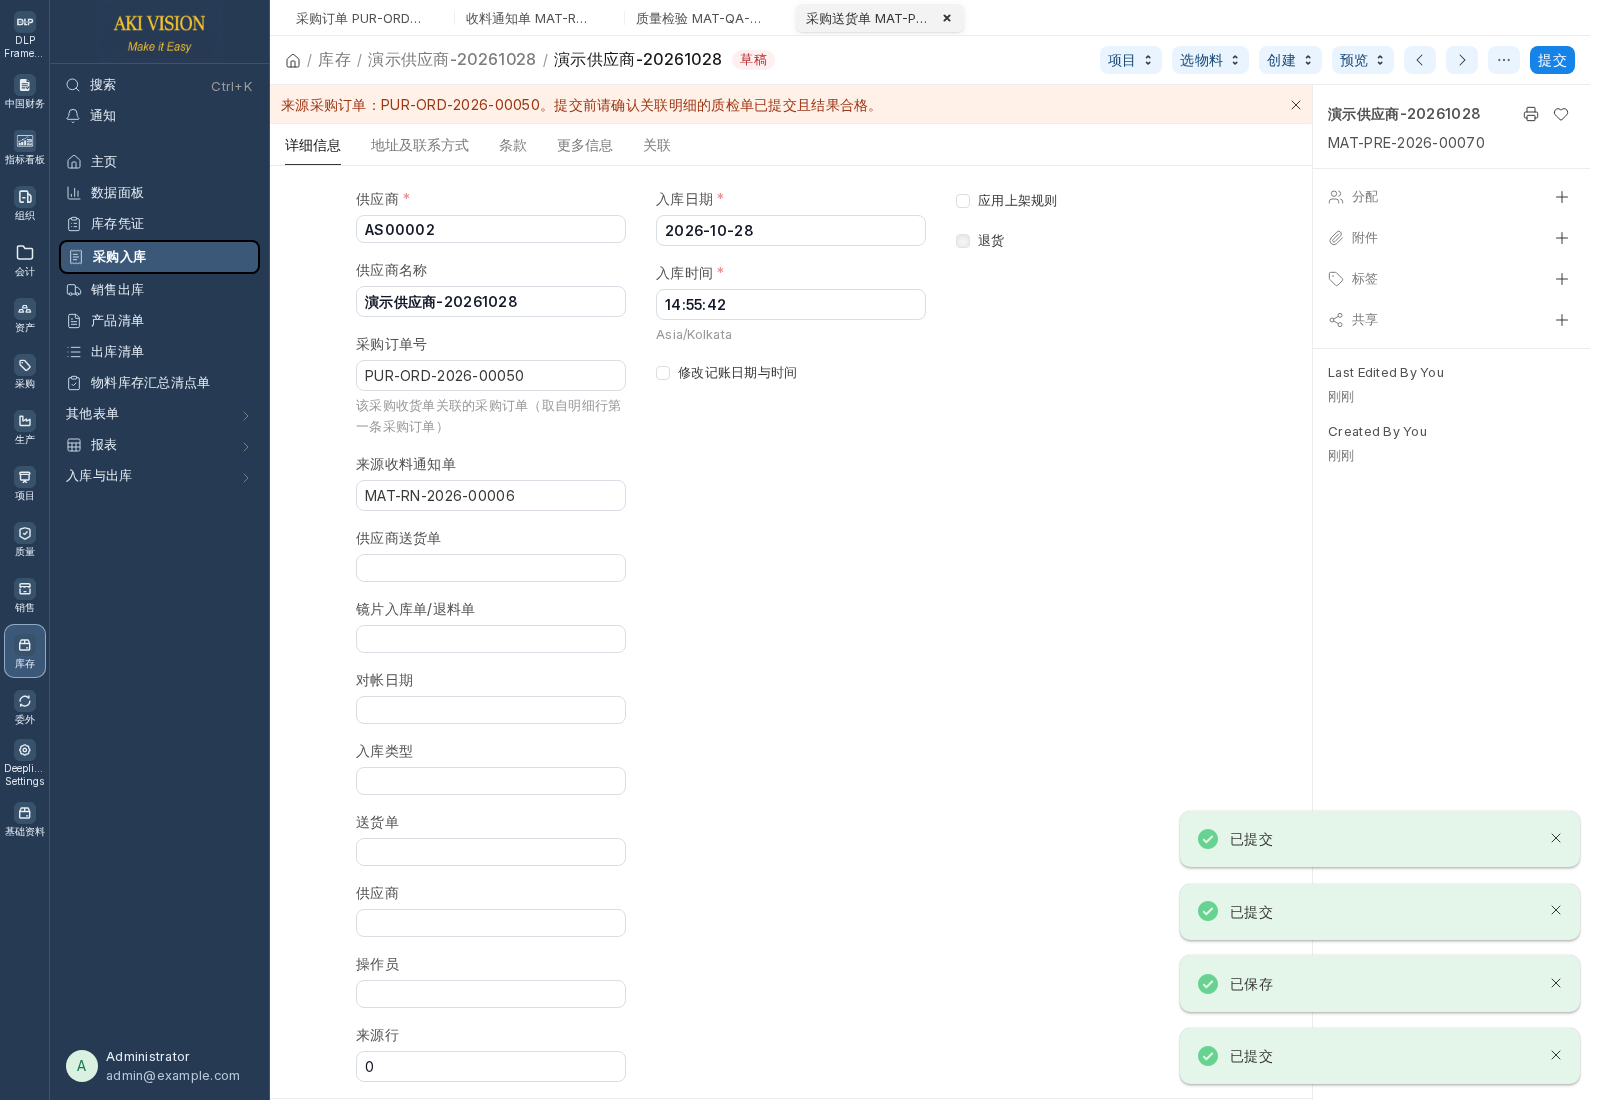 DLP
DLP
Frame...
中国财务
指标看板
组织
会计
资产
采购
生产
项目
质量
销售
库存
委外
Deepli...
Settings
基础资料
AKI VISION
Make it Easy
搜索
Ctrl+K
通知
主页
数据面板
库存凭证
采购入库
销售出库
产品清单
出库清单
物料库存汇总清点单
其他表单
报表
入库与出库
A
Administrator
admin@example.com
采购订单 PUR-ORD...
收料通知单 MAT-R...
质量检验 MAT-QA-...
采购送货单 MAT-P...
/ 库存 / 演示供应商-20261028 / 演示供应商-20261028 草稿
项目
选物料
创建
预览
提交
来源采购订单：PUR-ORD-2026-00050。提交前请确认关联明细的质检单已提交且结果合格。
详细信息
地址及联系方式
条款
更多信息
关联
供应商 *
AS00002
供应商名称
演示供应商-20261028
采购订单号
PUR-ORD-2026-00050
该采购收货单关联的采购订单（取自明细行第
一条采购订单）
来源收料通知单
MAT-RN-2026-00006
供应商送货单
镜片入库单/退料单
对帐日期
入库类型
送货单
供应商
操作员
来源行
0
入库日期 *
2026-10-28
入库时间 *
14:55:42
Asia/Kolkata
修改记账日期与时间
应用上架规则
退货
演示供应商-20261028
MAT-PRE-2026-00070
分配
附件
标签
共享
Last Edited By You
刚刚
Created By You
刚刚
已提交
已提交
已保存
已提交